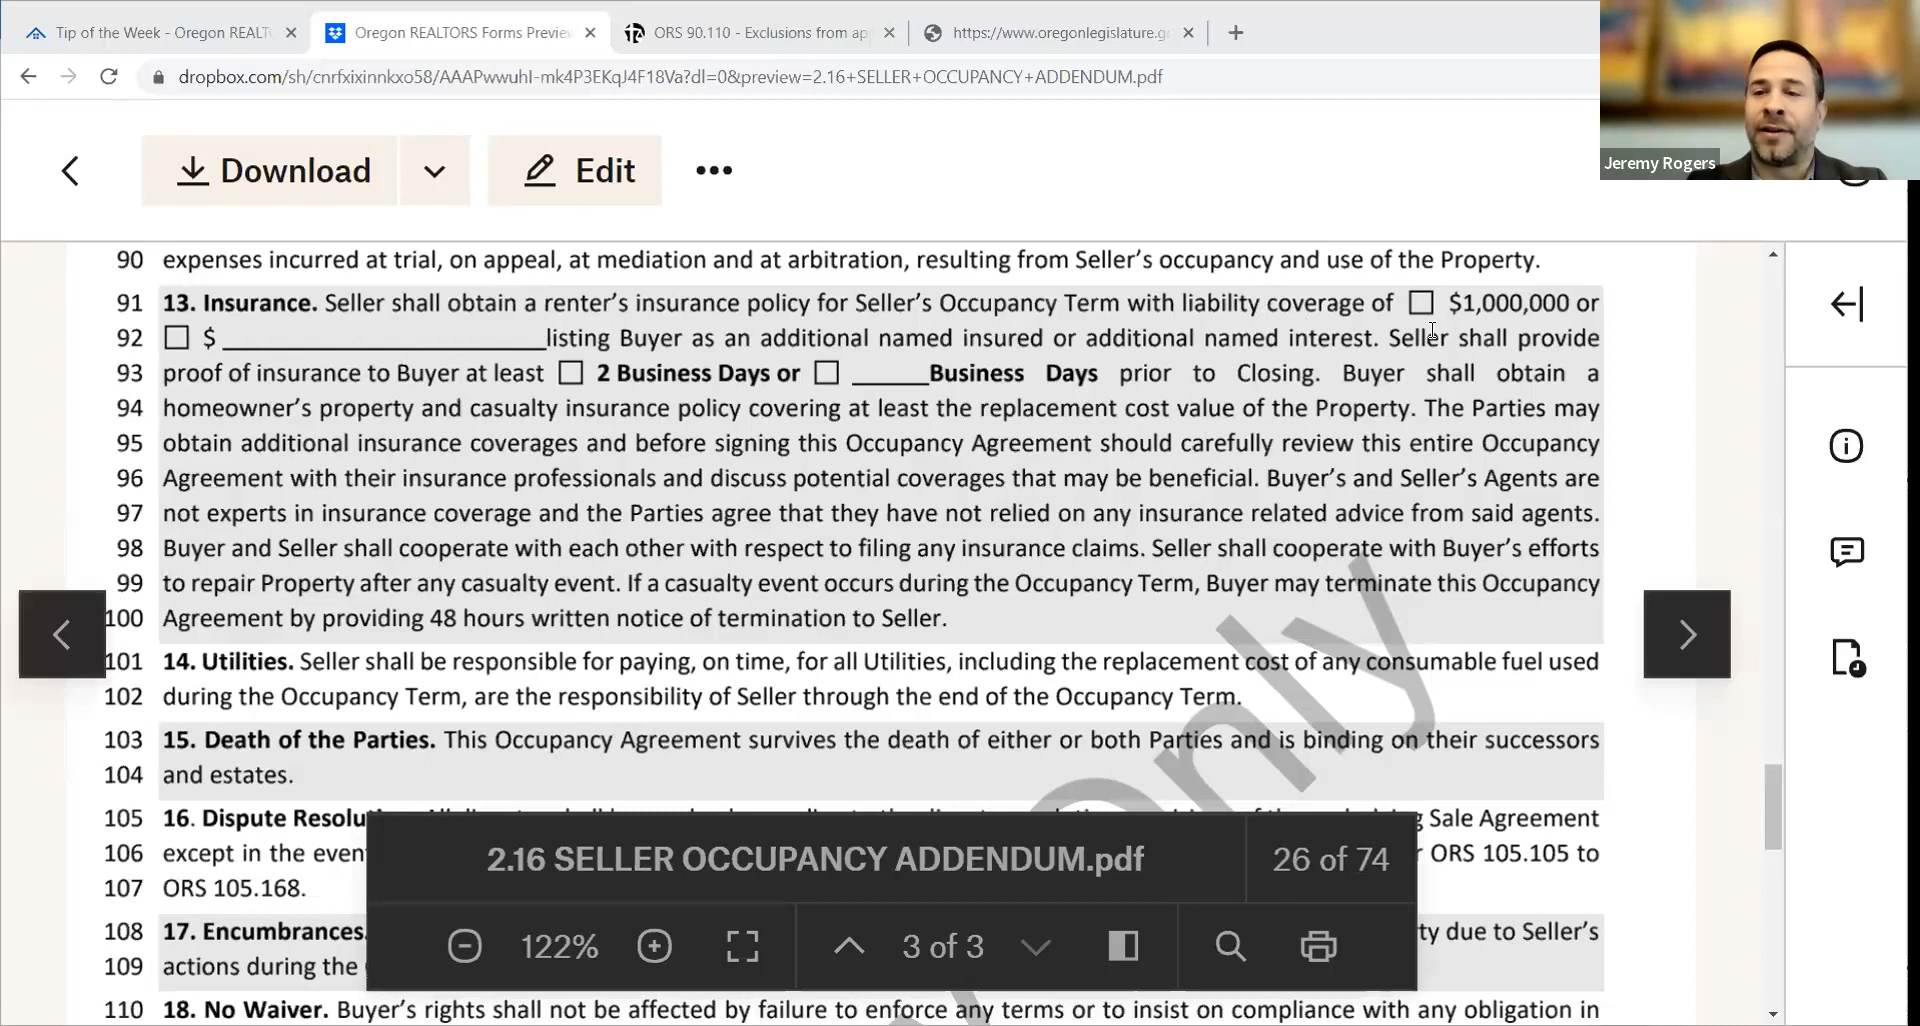 Tip of the Week - Oregon REALT
Oregon REALTORS Forms Preview
ORS 90.110 - Exclusions from ap
https://www.oregonlegislature.g
dropbox.com/sh/cnrfxixinnkxo58/AAAPwwuhI-mk4P3EKqJ4F18Va?dl=0&preview=2.16+SELLER+OCCUPANCY+ADDENDUM.pdf
Jeremy Rogers
Download
Edit
90 expenses incurred at trial, on appeal, at mediation and at arbitration, resulting from Seller's occupancy and use of the Property.
91 13. Insurance. Seller shall obtain a renter's insurance policy for Seller's Occupancy Term with liability coverage of ☐ $1,000,000 or
92 ☐ $ ______________________listing Buyer as an additional named insured or additional named interest. Seller shall provide
93 proof of insurance to Buyer at least ☐ 2 Business Days or ☐ _____Business Days prior to Closing. Buyer shall obtain a
94 homeowner's property and casualty insurance policy covering at least the replacement cost value of the Property. The Parties may
95 obtain additional insurance coverages and before signing this Occupancy Agreement should carefully review this entire Occupancy
96 Agreement with their insurance professionals and discuss potential coverages that may be beneficial. Buyer's and Seller's Agents are
97 not experts in insurance coverage and the Parties agree that they have not relied on any insurance related advice from said agents.
98 Buyer and Seller shall cooperate with each other with respect to filing any insurance claims. Seller shall cooperate with Buyer's efforts
99 to repair Property after any casualty event. If a casualty event occurs during the Occupancy Term, Buyer may terminate this Occupancy
100 Agreement by providing 48 hours written notice of termination to Seller.
101 14. Utilities. Seller shall be responsible for paying, on time, for all Utilities, including the replacement cost of any consumable fuel used
102 during the Occupancy Term, are the responsibility of Seller through the end of the Occupancy Term.
103 15. Death of the Parties. This Occupancy Agreement survives the death of either or both Parties and is binding on their successors
104 and estates.
105 16. Dispute Resolu Sale Agreement
106 except in the even ORS 105.105 to
107 ORS 105.168.
108 17. Encumbrances. ty due to Seller's
109 actions during the
110 18. No Waiver. Buyer's rights shall not be affected by failure to enforce any terms or to insist on compliance with any obligation in
Only
2.16 SELLER OCCUPANCY ADDENDUM.pdf
26 of 74
122%
3 of 3